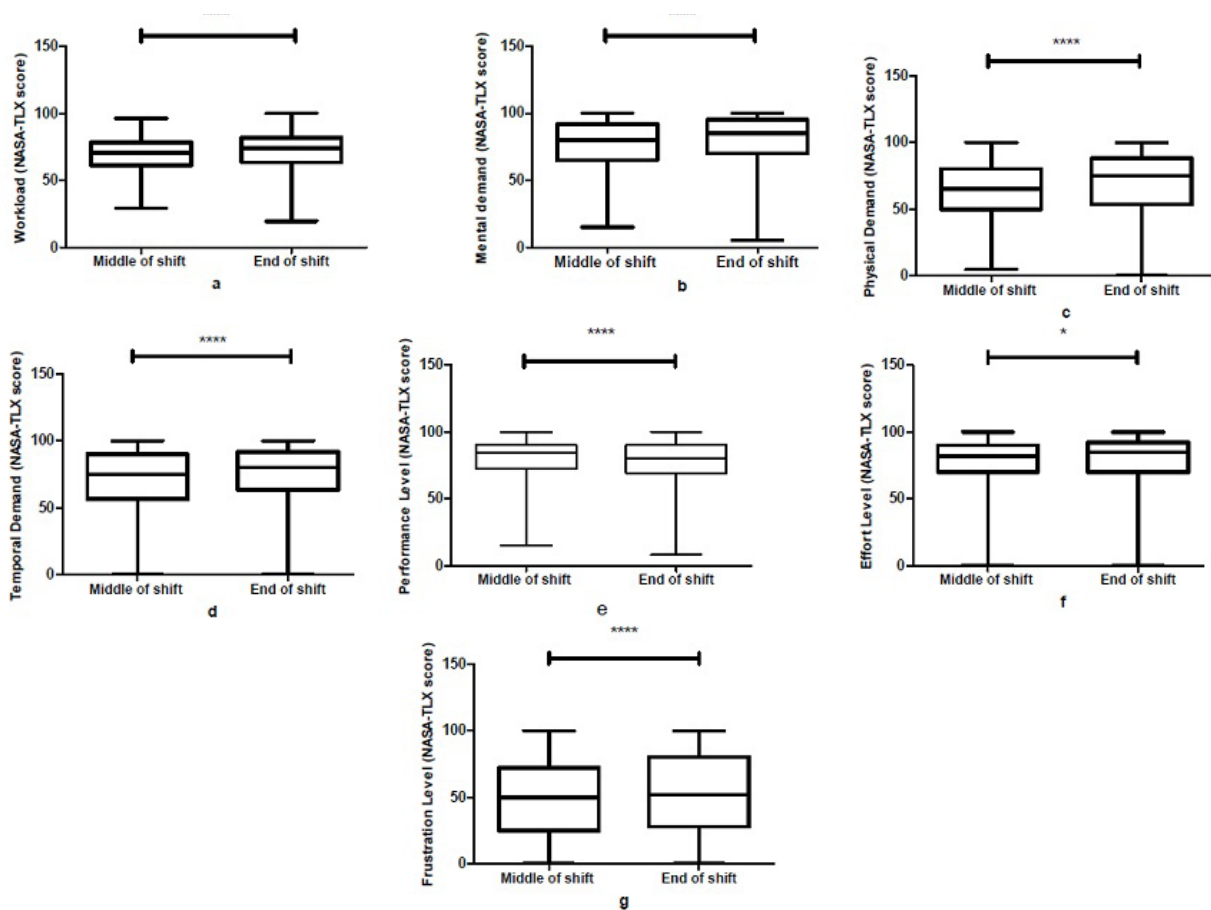 Workload (NASA-TLX score)
150
100
50
0
Middle of shift End of shift
a
Mental demand (NASA-TLX score)
150
100
50
0
Middle of shift End of shift
b
****
Physical Demand (NASA-TLX score)
150
100
50
0
Middle of shift End of shift
c
****
Temporal Demand (NASA-TLX score)
150
100
50
0
Middle of shift End of shift
d
****
Performance Level (NASA-TLX score)
150
100
50
0
Middle of shift End of shift
e
*
Effort Level (NASA-TLX score)
150
100
50
0
Middle of shift End of shift
f
****
Frustration Level (NASA-TLX score)
150
100
50
0
Middle of shift End of shift
g